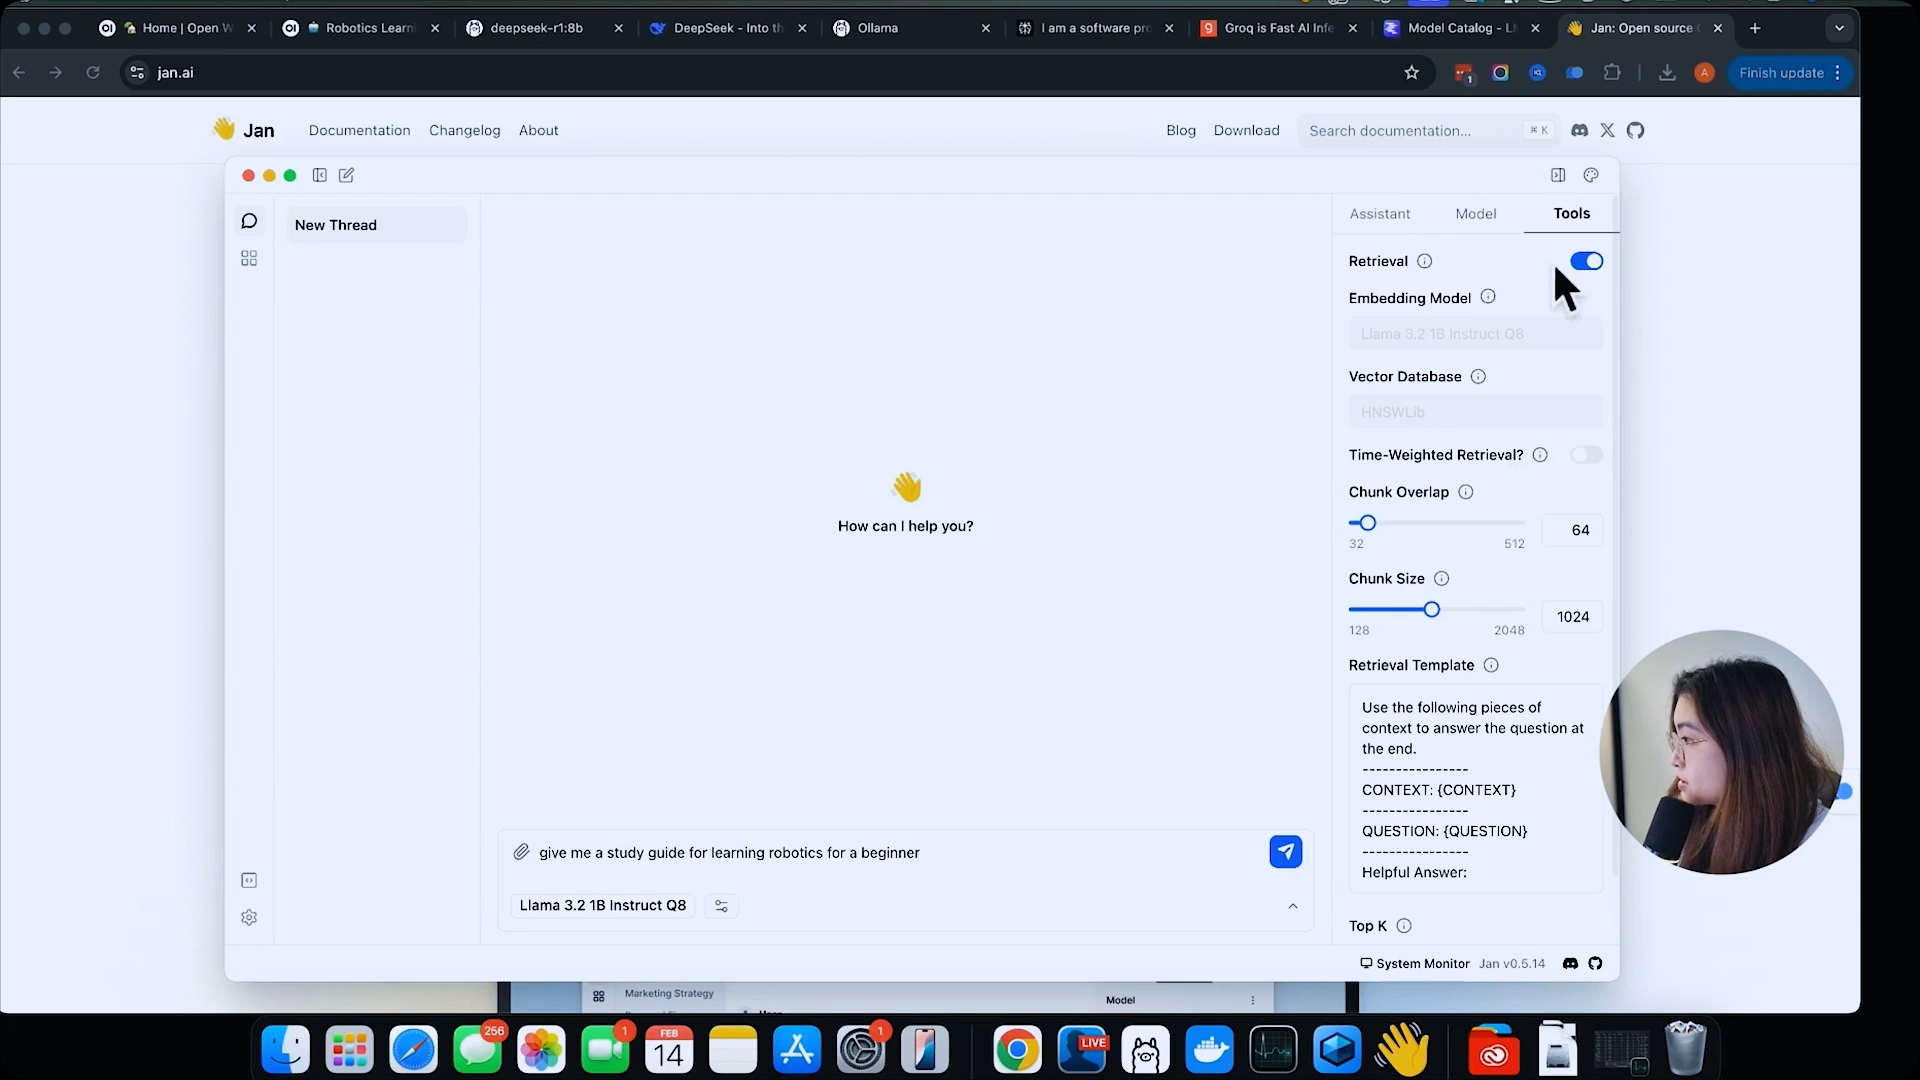 Home | Open W
Robotics Learni
deepseek-r1:8b
DeepSeek - Into th
Ollama
I am a software pro
Groq is Fast AI Infe
Model Catalog - LM
Jan: Open source C
jan.ai
1
A
Finish update
Jan
Documentation
Changelog
About
Blog
Download
Search documentation...
⌘ K
Assistant
Model
Tools
New Thread
Retrieval
Embedding Model
Llama 3.2 1B Instruct Q8
Vector Database
HNSWLib
Time-Weighted Retrieval?
Chunk Overlap
64
32
512
Chunk Size
1024
128
2048
Retrieval Template
Use the following pieces of
context to answer the question at
the end.
----------------
CONTEXT: {CONTEXT}
----------------
QUESTION: {QUESTION}
----------------
Helpful Answer:
Top K
How can I help you?
give me a study guide for learning robotics for a beginner
Llama 3.2 1B Instruct Q8
System Monitor
Jan v0.5.14
Marketing Strategy
Model
256
1
FEB
14
1
LIVE